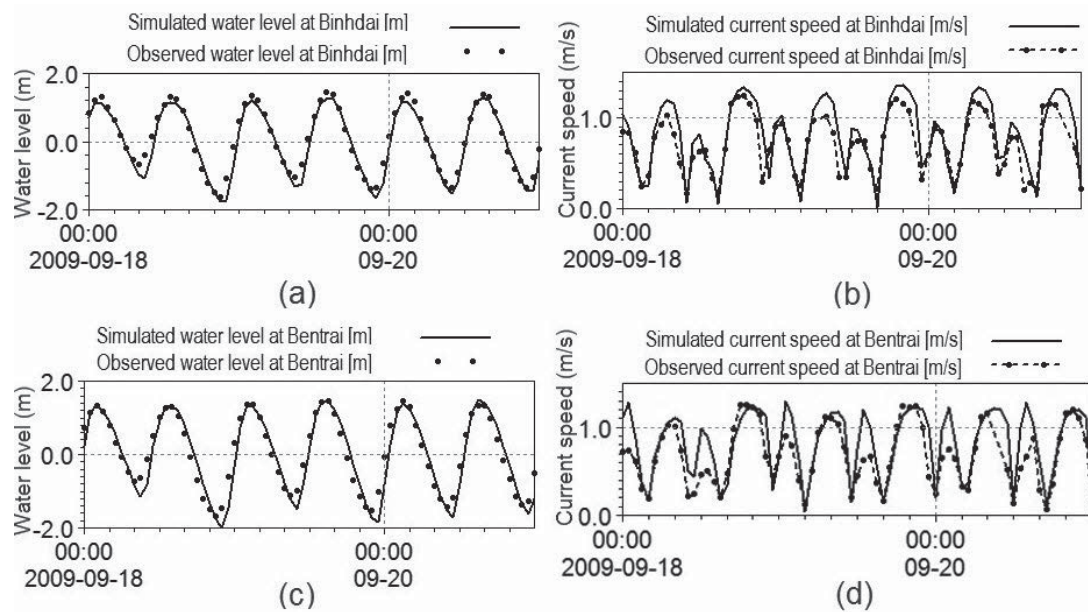 Simulated water level at Binhdai [m]
Observed water level at Binhdai [m]
Water level (m)
2.0
0.0
-2.0
00:00
2009-09-18
00:00
09-20
(a)
Simulated current speed at Binhdai [m/s]
Observed current speed at Binhdai [m/s]
Current speed (m/s)
1.0
0.0
00:00
2009-09-18
00:00
09-20
(b)
Simulated water level at Bentrai [m]
Observed water level at Bentrai [m]
Water level (m)
2.0
0.0
-2.0
00:00
2009-09-18
00:00
09-20
(c)
Simulated current speed at Bentrai [m/s]
Observed current speed at Bentrai [m/s]
Current speed (m/s)
1.0
0.0
00:00
2009-09-18
00:00
09-20
(d)